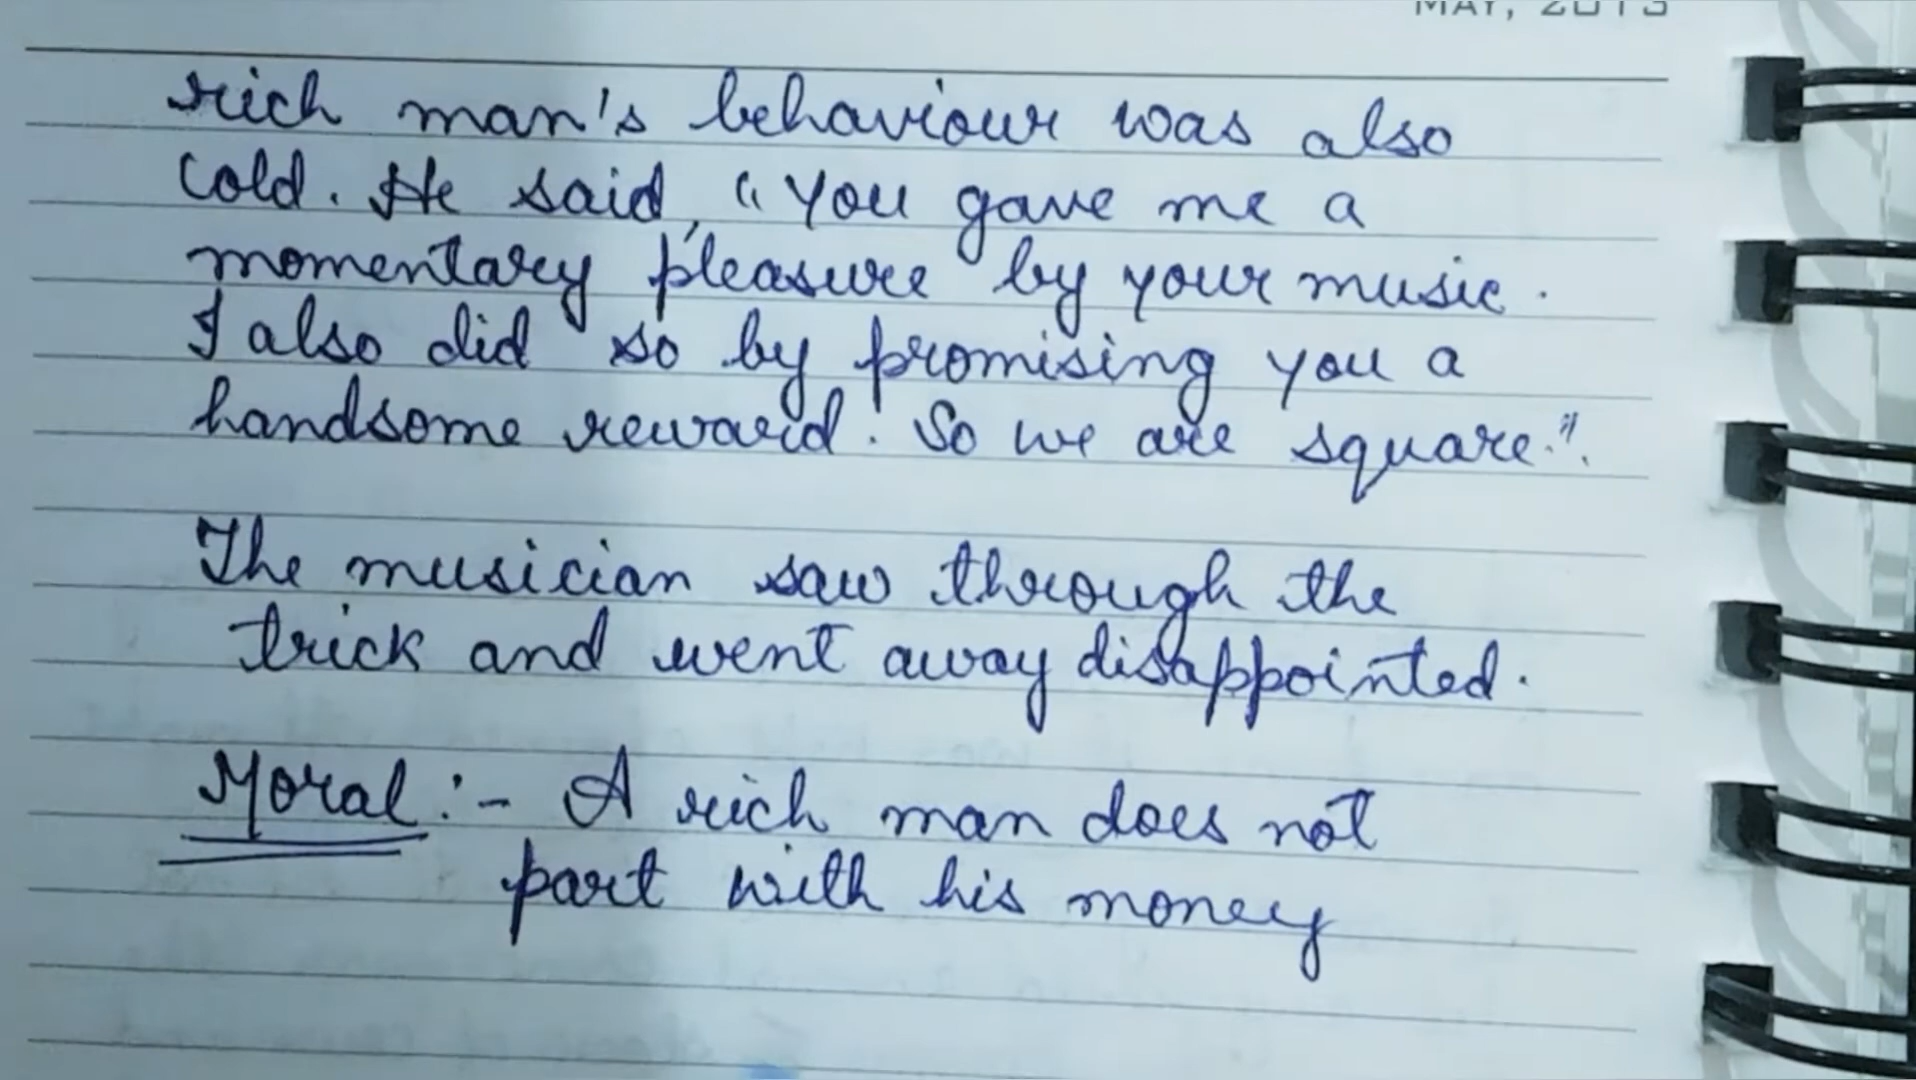 MAY, 2013
rich man's behaviour was also
cold. He said, "You gave me a
momentary pleasure by your music.
I also did so by promising you a
handsome reward. So we are square.".
The musician saw through the
trick and went away disappointed.
Moral :- A rich man does not
part with his money